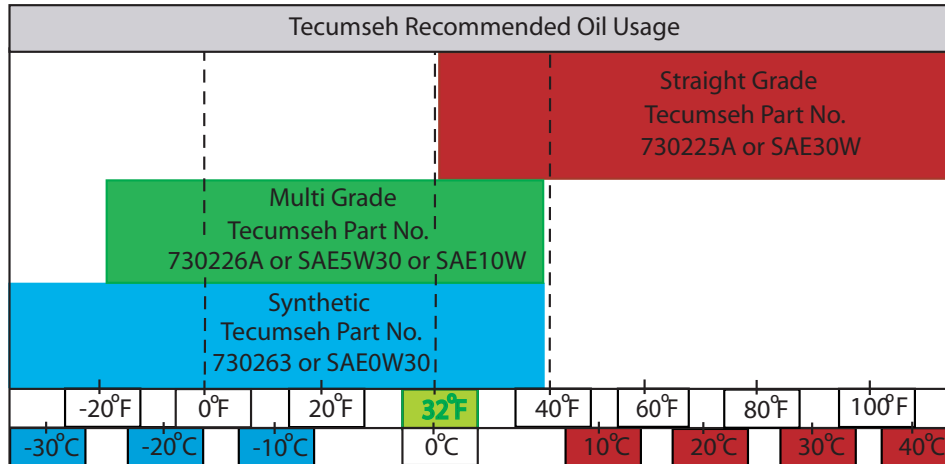 Tecumseh Recommended Oil Usage
Straight Grade
Tecumseh Part No.
730225A or SAE30W
Multi Grade
Tecumseh Part No.
730226A or SAE5W30 or SAE10W
Synthetic
Tecumseh Part No.
730263 or SAE0W30
-20°F 0°F 20°F 32°F 40°F 60°F 80°F 100°F
-30°C -20°C -10°C 0°C 10°C 20°C 30°C 40°C